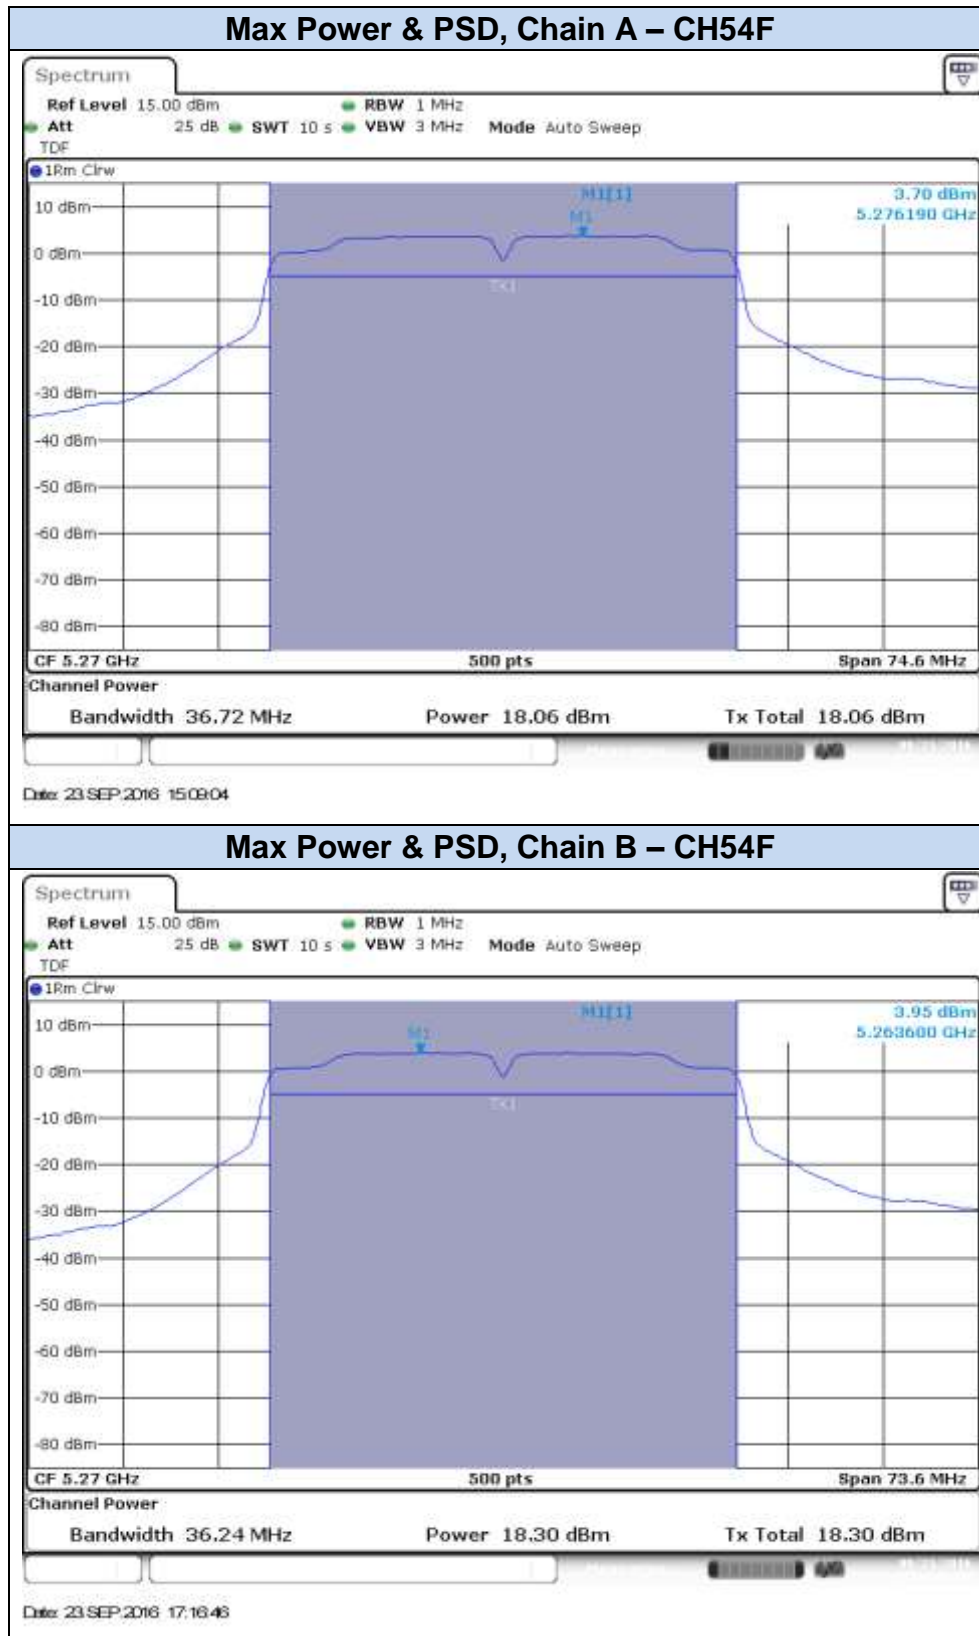 Max Power & PSD, Chain A – CH54F
Spectrum
Ref Level 15.00 dBm RBW 1 MHz
Att 25 dB SWT 10 s VBW 3 MHz Mode Auto Sweep
TDF
1Rm Clrw
M1[1] 3.70 dBm
5.276190 GHz
10 dBm
M1
0 dBm
TX1
-10 dBm
-20 dBm
-30 dBm
-40 dBm
-50 dBm
-60 dBm
-70 dBm
-80 dBm
CF 5.27 GHz 500 pts Span 74.6 MHz
Channel Power
Bandwidth 36.72 MHz Power 18.06 dBm Tx Total 18.06 dBm
Date: 23.SEP.2016 15:09:04
Max Power & PSD, Chain B – CH54F
Spectrum
Ref Level 15.00 dBm RBW 1 MHz
Att 25 dB SWT 10 s VBW 3 MHz Mode Auto Sweep
TDF
1Rm Clrw
M1[1] 3.95 dBm
5.263600 GHz
10 dBm
M1
0 dBm
TX1
-10 dBm
-20 dBm
-30 dBm
-40 dBm
-50 dBm
-60 dBm
-70 dBm
-80 dBm
CF 5.27 GHz 500 pts Span 73.6 MHz
Channel Power
Bandwidth 36.24 MHz Power 18.30 dBm Tx Total 18.30 dBm
Date: 23.SEP.2016 17:16:46